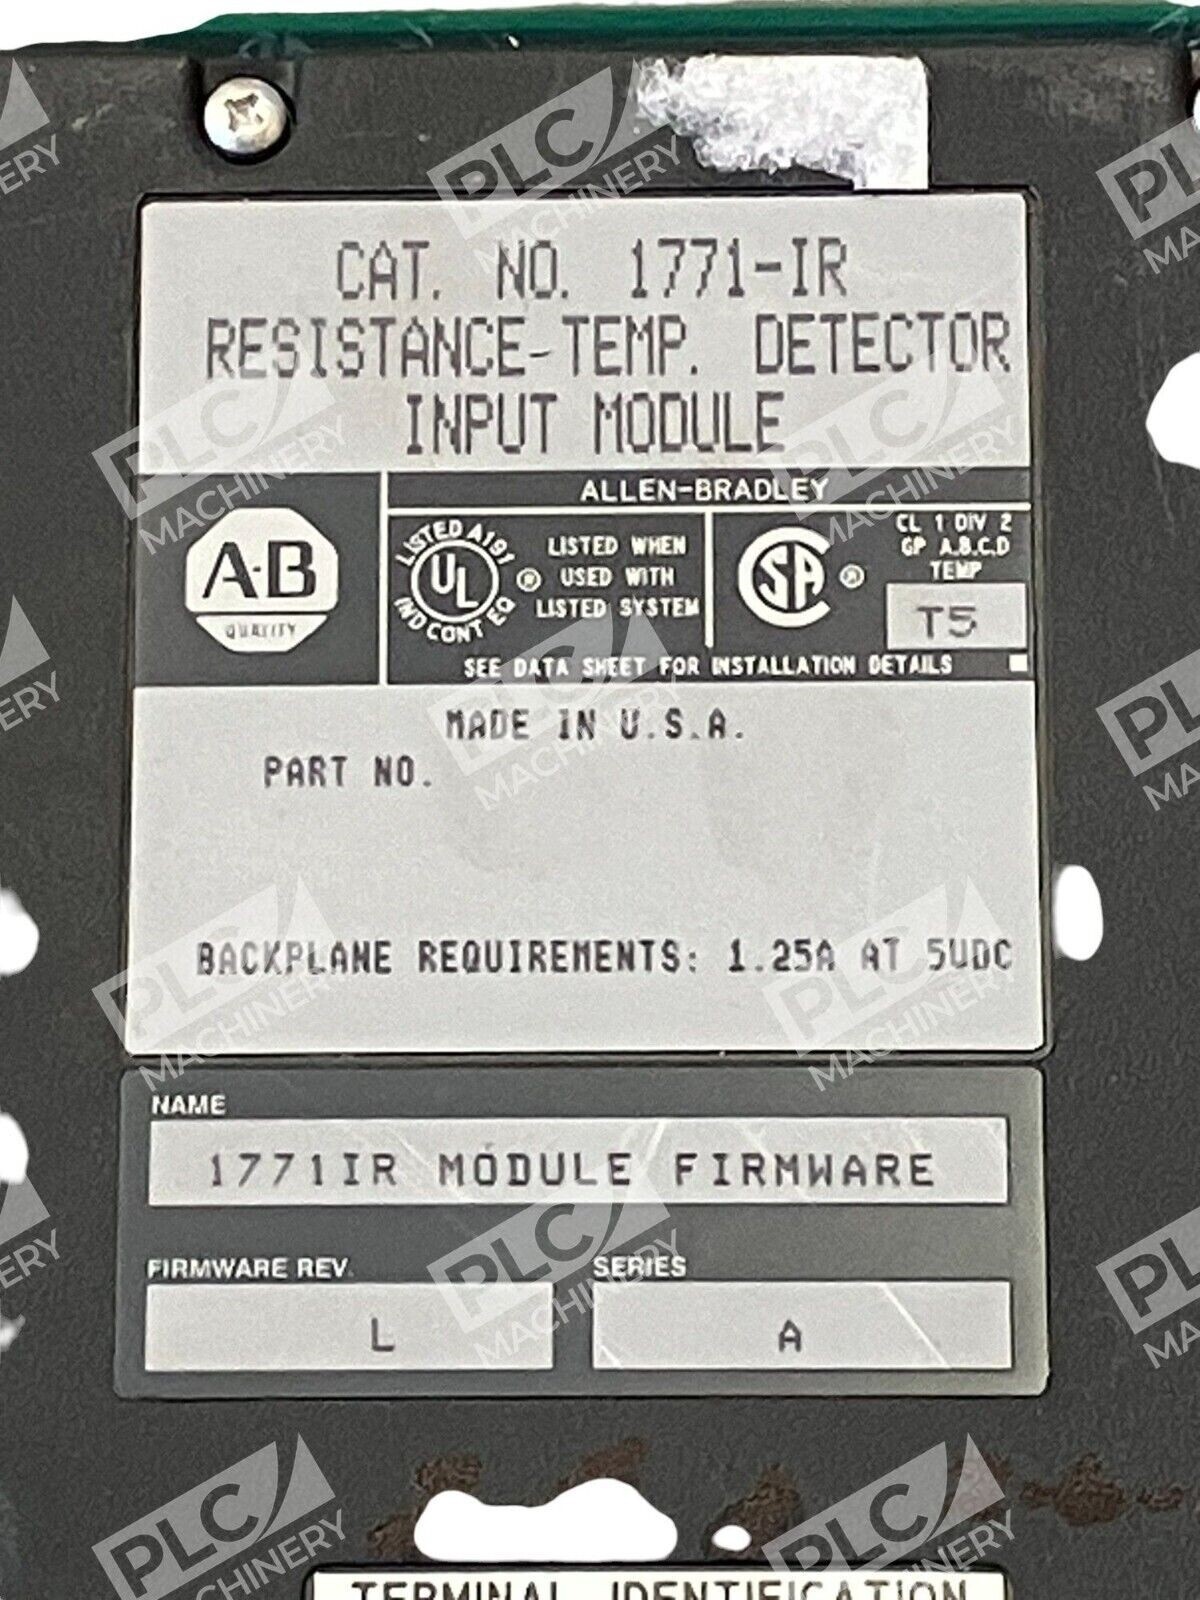 CAT. NO. 1771-IR
RESISTANCE-TEMP. DETECTOR
INPUT MODULE
ALLEN-BRADLEY
A-B
QUALITY
LISTED A191
UL
IND CONT EQ
®
LISTED WHEN
USED WITH
LISTED SYSTEM
SA
®
CL 1 DIV 2
GP A,B,C,D
TEMP
T5
SEE DATA SHEET FOR INSTALLATION DETAILS
MADE IN U.S.A.
PART NO.
BACKPLANE REQUIREMENTS: 1.25A AT 5VDC
NAME
1771IR MODULE FIRMWARE
FIRMWARE REV.
SERIES
L
A
TERMINAL IDENTIFICATION
PLC MACHINERY